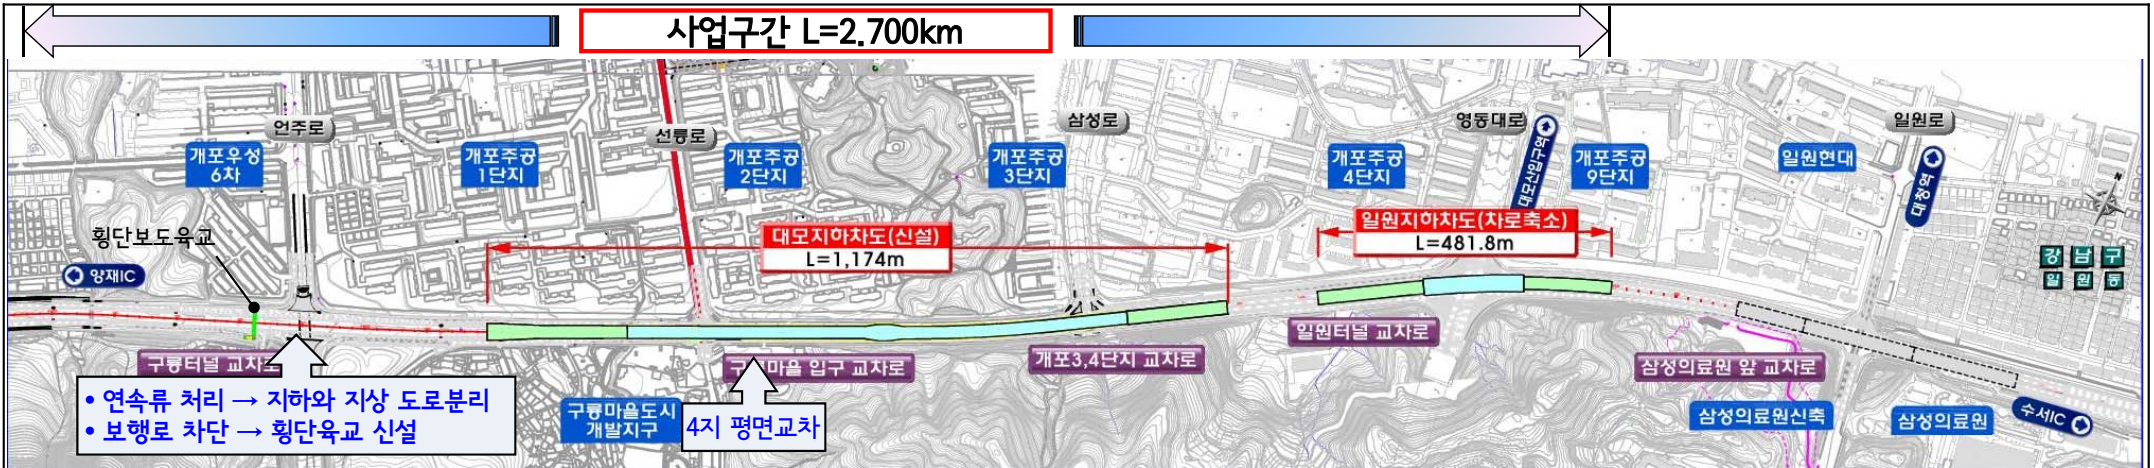 사업구간 L=2.700km
언주로
선릉로
삼성로
영동대로
일원로
개포우성
6차
개포주공
1단지
개포주공
2단지
개포주공
3단지
개포주공
4단지
대모산입구역
개포주공
9단지
일원현대
대청역
횡단보도육교
대모지하차도(신설)
L=1,174m
일원지하차도(차로축소)
L=481.8m
강남구
일원동
양재IC
구룡터널 교차로
마을 입구 교차로
개포3,4단지 교차로
일원터널 교차로
삼성의료원 앞 교차로
• 연속류 처리 → 지하와 지상 도로분리
• 보행로 차단 → 횡단육교 신설
구룡마을도시
개발지구
4지 평면교차
삼성의료원신축
삼성의료원
수서IC